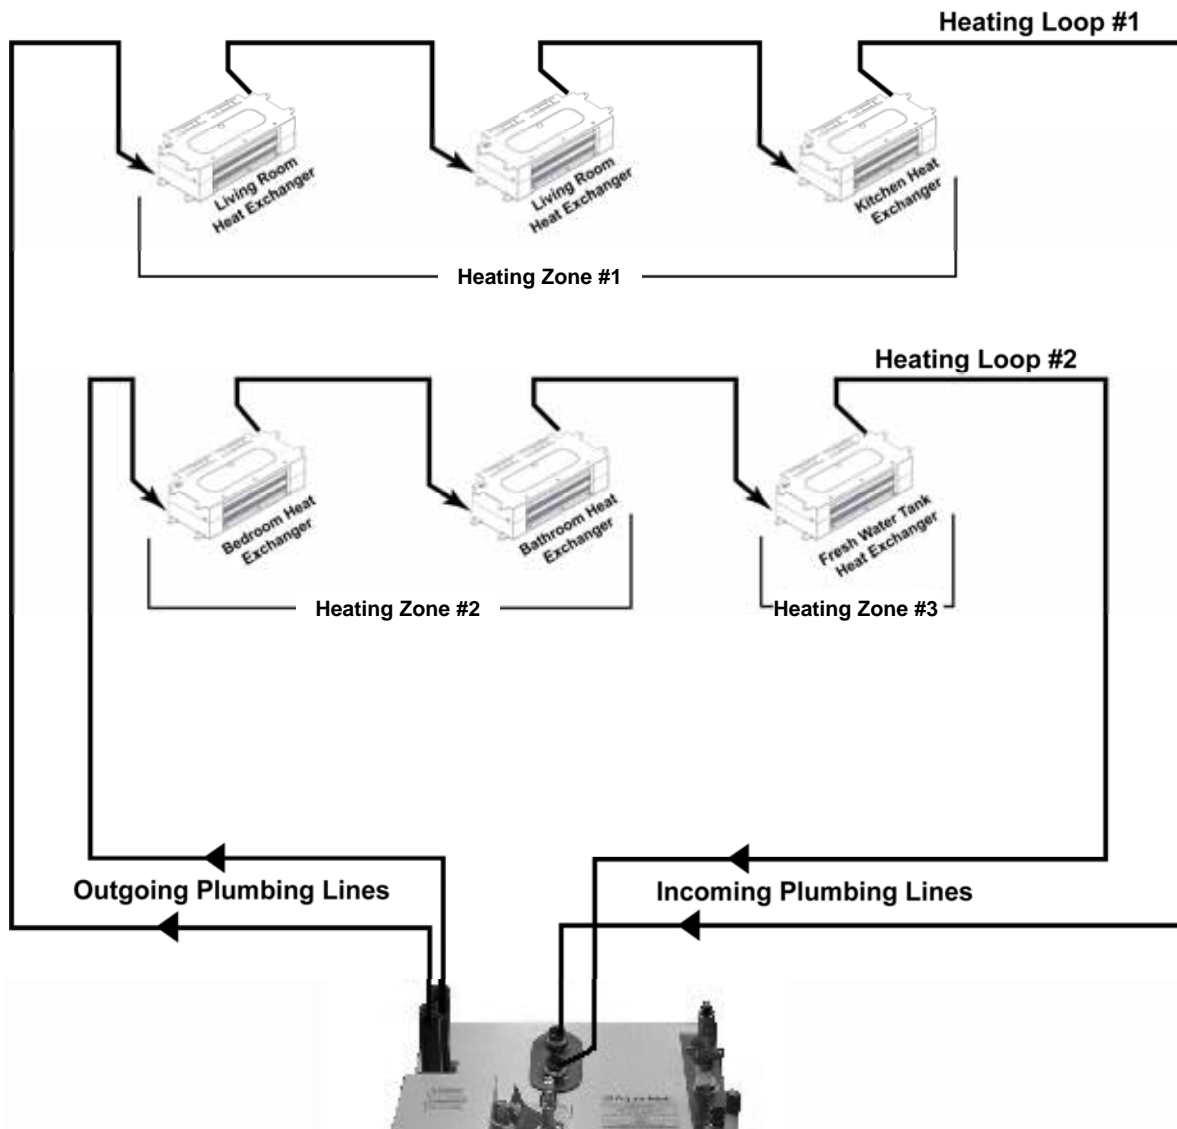 Heating Loop #1
Living Room
Heat Exchanger
Living Room
Heat Exchanger
Kitchen Heat
Exchanger
Heating Zone #1
Heating Loop #2
Bedroom Heat
Exchanger
Bathroom Heat
Exchanger
Fresh Water Tank
Heat Exchanger
Heating Zone #2
Heating Zone #3
Outgoing Plumbing Lines
Incoming Plumbing Lines